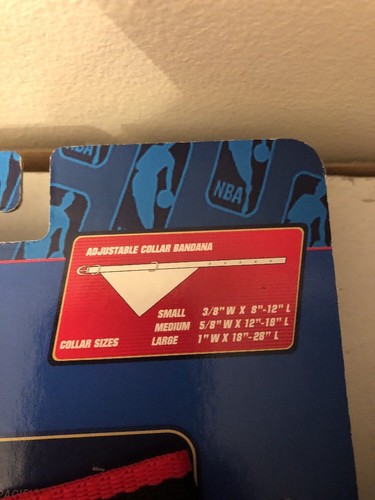 NBA
NBA
ADJUSTABLE COLLAR BANDANA
SMALL 3/8" W X 8"-12" L
MEDIUM 5/8" W X 12"-18" L
COLLAR SIZES LARGE 1" W X 18"-28" L